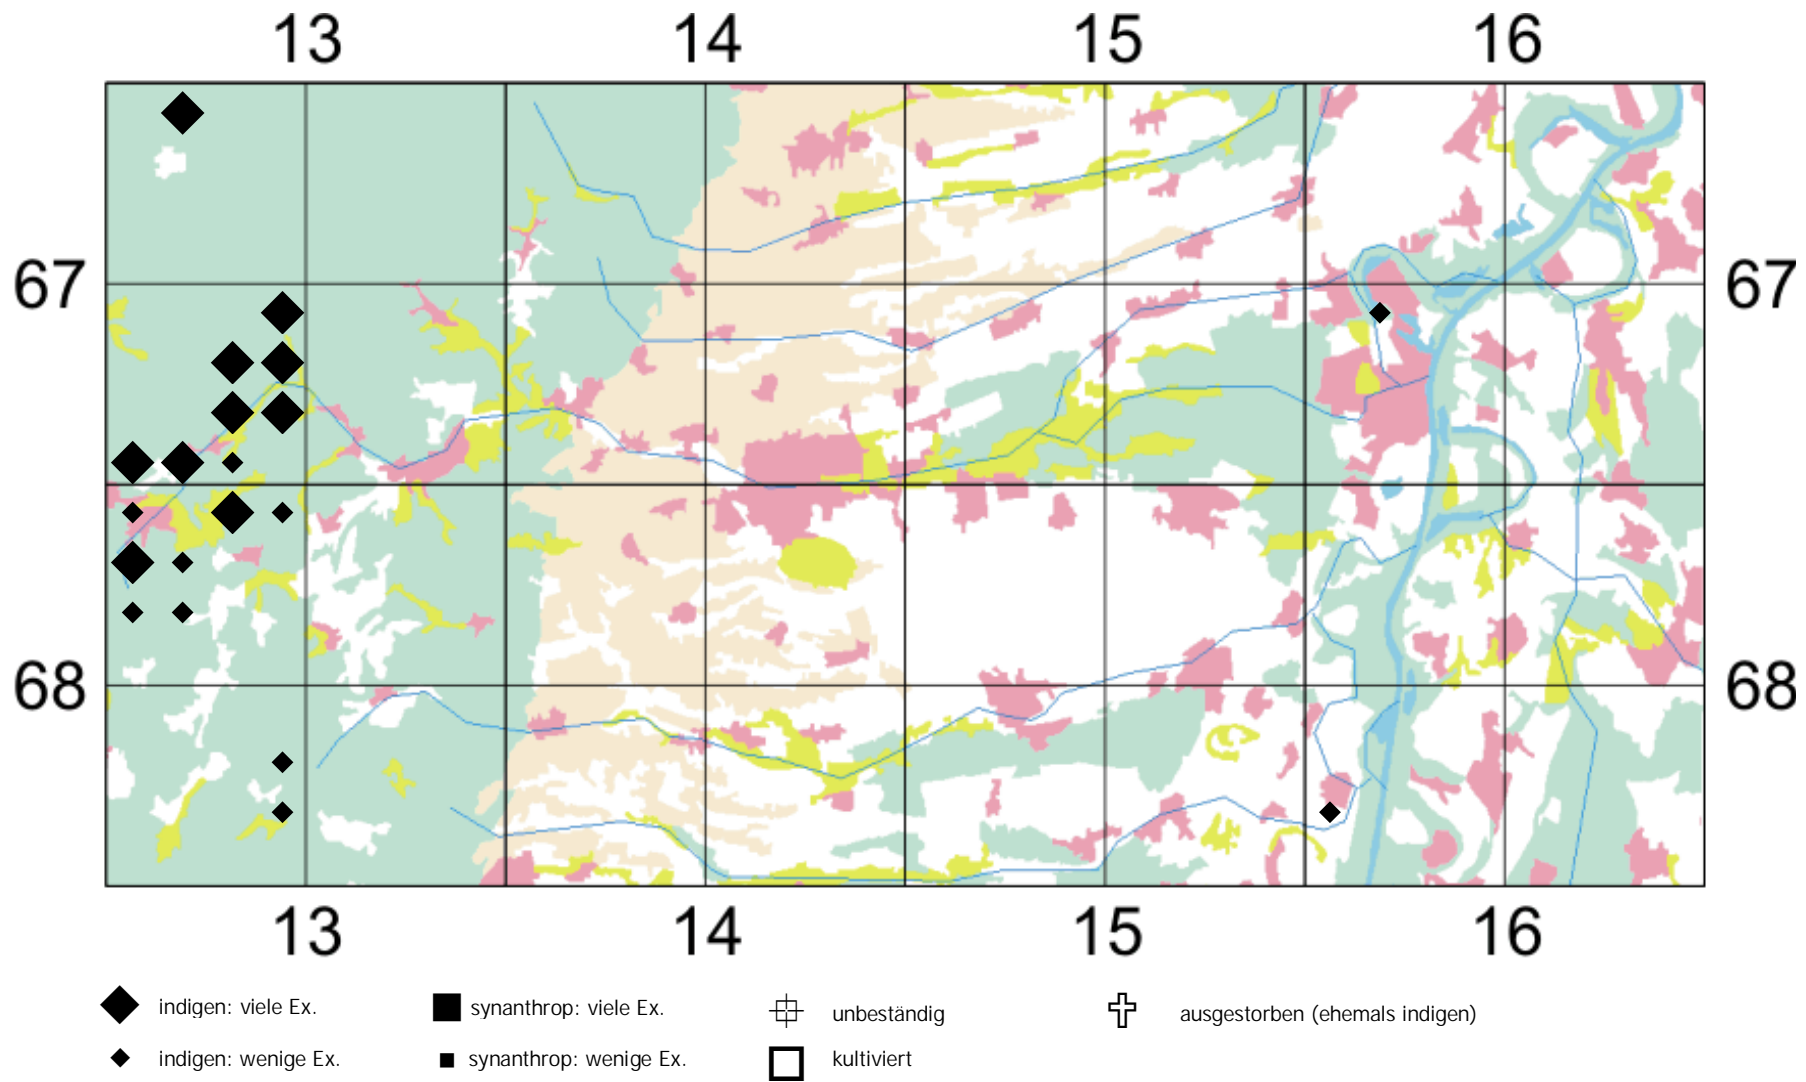 13 14 15 16
67 67
68 68
13 14 15 16
indigen: viele Ex. synanthrop: viele Ex. unbeständig ausgestorben (ehemals indigen)
indigen: wenige Ex. synanthrop: wenige Ex. kultiviert